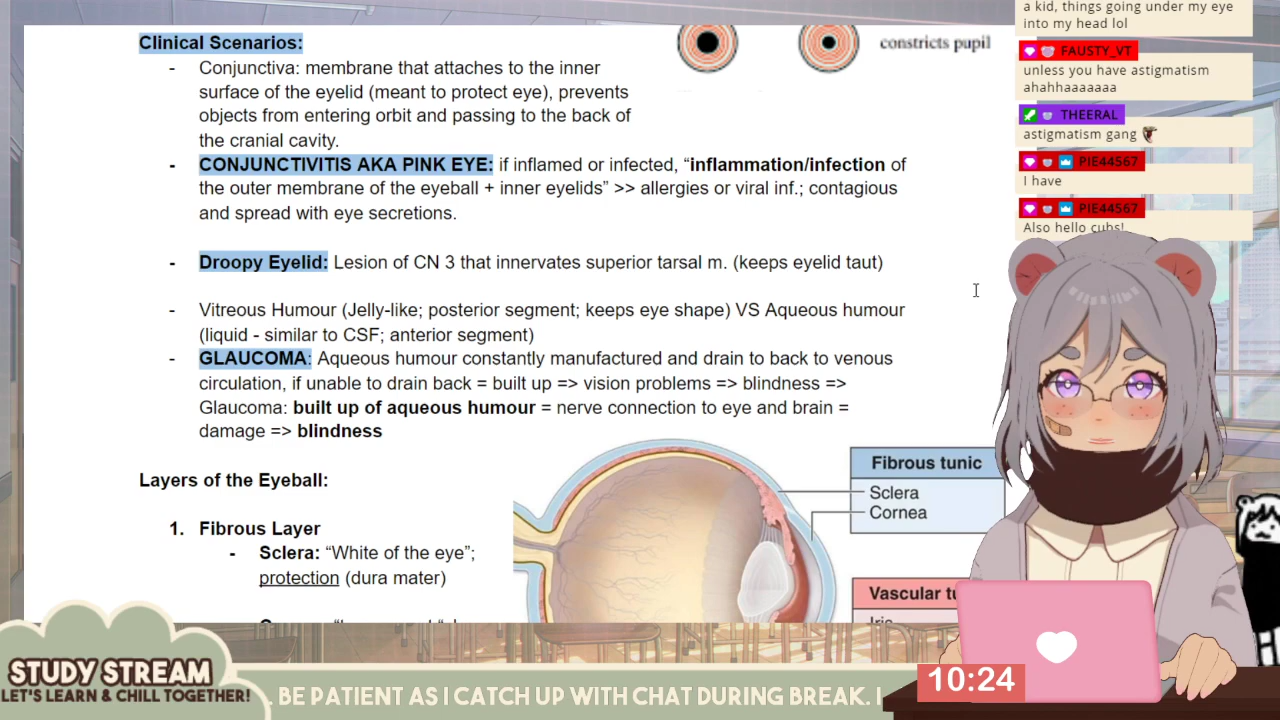 Clinical Scenarios:
- Conjunctiva: membrane that attaches to the inner
surface of the eyelid (meant to protect eye), prevents
objects from entering orbit and passing to the back of
the cranial cavity.
- CONJUNCTIVITIS AKA PINK EYE: if inflamed or infected, “inflammation/infection of
the outer membrane of the eyeball + inner eyelids” >> allergies or viral inf.; contagious
and spread with eye secretions.
- Droopy Eyelid: Lesion of CN 3 that innervates superior tarsal m. (keeps eyelid taut)
- Vitreous Humour (Jelly-like; posterior segment; keeps eye shape) VS Aqueous humour
(liquid - similar to CSF; anterior segment)
- GLAUCOMA: Aqueous humour constantly manufactured and drain to back to venous
circulation, if unable to drain back = built up => vision problems => blindness =>
Glaucoma: built up of aqueous humour = nerve connection to eye and brain =
damage => blindness
Layers of the Eyeball:
1. Fibrous Layer
- Sclera: “White of the eye”;
protection (dura mater)
constricts pupil
Fibrous tunic
Sclera
Cornea
Vascular
Iris
a kid, things going under my eye
into my head lol
FAUSTY_VT
unless you have astigmatism
ahahhaaaaaa
THEERAL
astigmatism gang
PIE44567
I have
PIE44567
Also hello cubs!
STUDY STREAM
LET'S LEARN & CHILL TOGETHER!
. BE PATIENT AS I CATCH UP WITH CHAT DURING BREAK. I
10:24